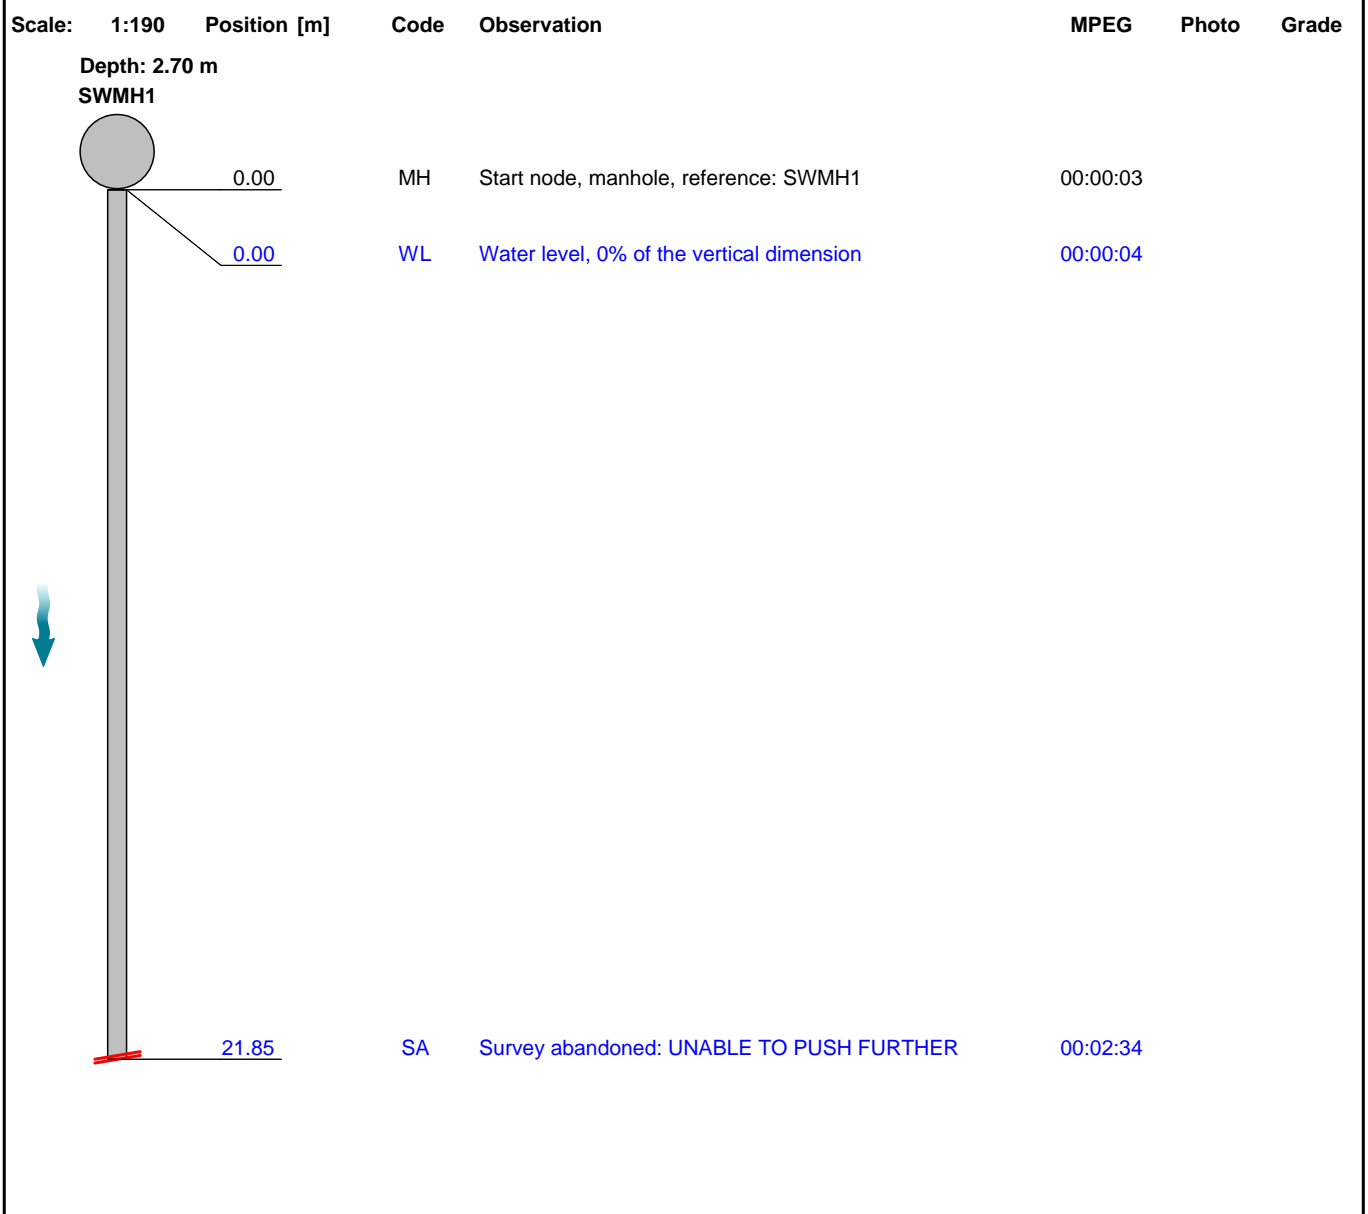 Scale: 1:190 Position [m] Code Observation MPEG Photo Grade
Depth: 2.70 m
SWMH1
0.00 MH Start node, manhole, reference: SWMH1 00:00:03
0.00 WL Water level, 0% of the vertical dimension 00:00:04
21.85 SA Survey abandoned: UNABLE TO PUSH FURTHER 00:02:34